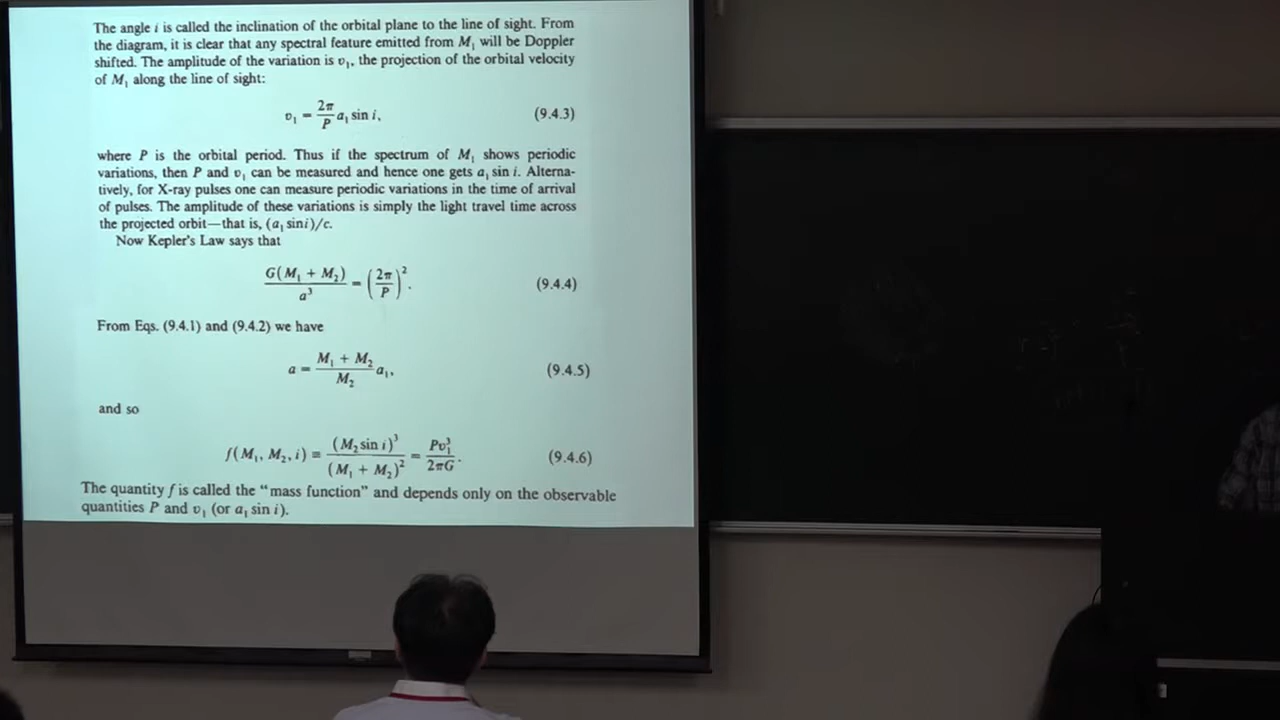 The angle i is called the inclination of the orbital plane to the line of sight. From
the diagram, it is clear that any spectral feature emitted from M₁ will be Doppler
shifted. The amplitude of the variation is v₁, the projection of the orbital velocity
of M₁ along the line of sight:
v₁ = 2π/P a₁ sin i, (9.4.3)
where P is the orbital period. Thus if the spectrum of M₁ shows periodic
variations, then P and v₁ can be measured and hence one gets a₁ sin i. Alterna-
tively, for X-ray pulses one can measure periodic variations in the time of arrival
of pulses. The amplitude of these variations is simply the light travel time across
the projected orbit—that is, (a₁ sini)/c.
Now Kepler's Law says that
G(M₁ + M₂)/a³ = (2π/P)². (9.4.4)
From Eqs. (9.4.1) and (9.4.2) we have
a = (M₁ + M₂)/M₂ a₁, (9.4.5)
and so
f(M₁, M₂, i) ≡ (M₂ sin i)³/(M₁ + M₂)² = Pv₁³/2πG. (9.4.6)
The quantity f is called the “mass function” and depends only on the observable
quantities P and v₁ (or a₁ sin i).